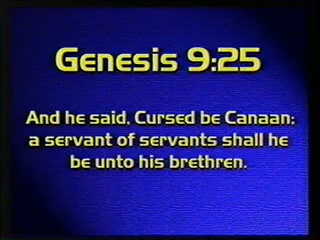 Genesis 9:25
And he said, Cursed be Canaan;
a servant of servants shall he
be unto his brethren.